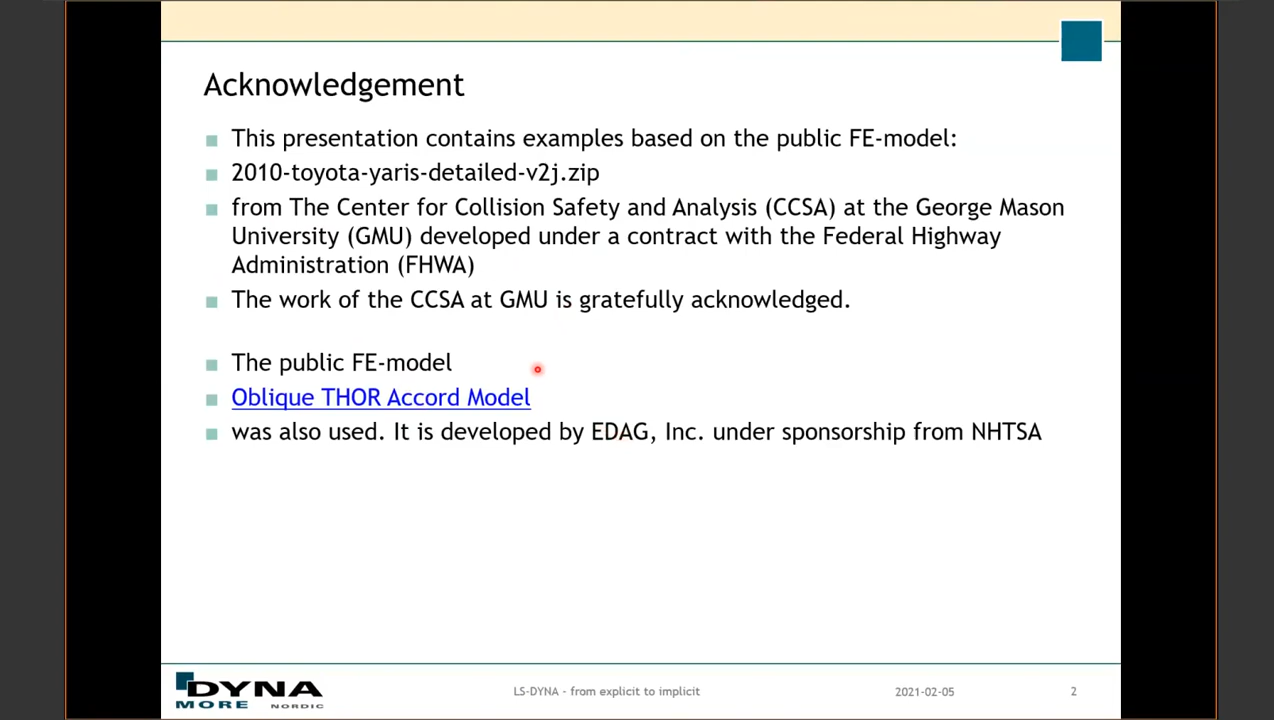 Acknowledgement
This presentation contains examples based on the public FE-model:
2010-toyota-yaris-detailed-v2j.zip
from The Center for Collision Safety and Analysis (CCSA) at the George Mason
University (GMU) developed under a contract with the Federal Highway
Administration (FHWA)
The work of the CCSA at GMU is gratefully acknowledged.
The public FE-model
Oblique THOR Accord Model
was also used. It is developed by EDAG, Inc. under sponsorship from NHTSA
DYNA
MORE NORDIC
LS-DYNA - from explicit to implicit
2021-02-05
2